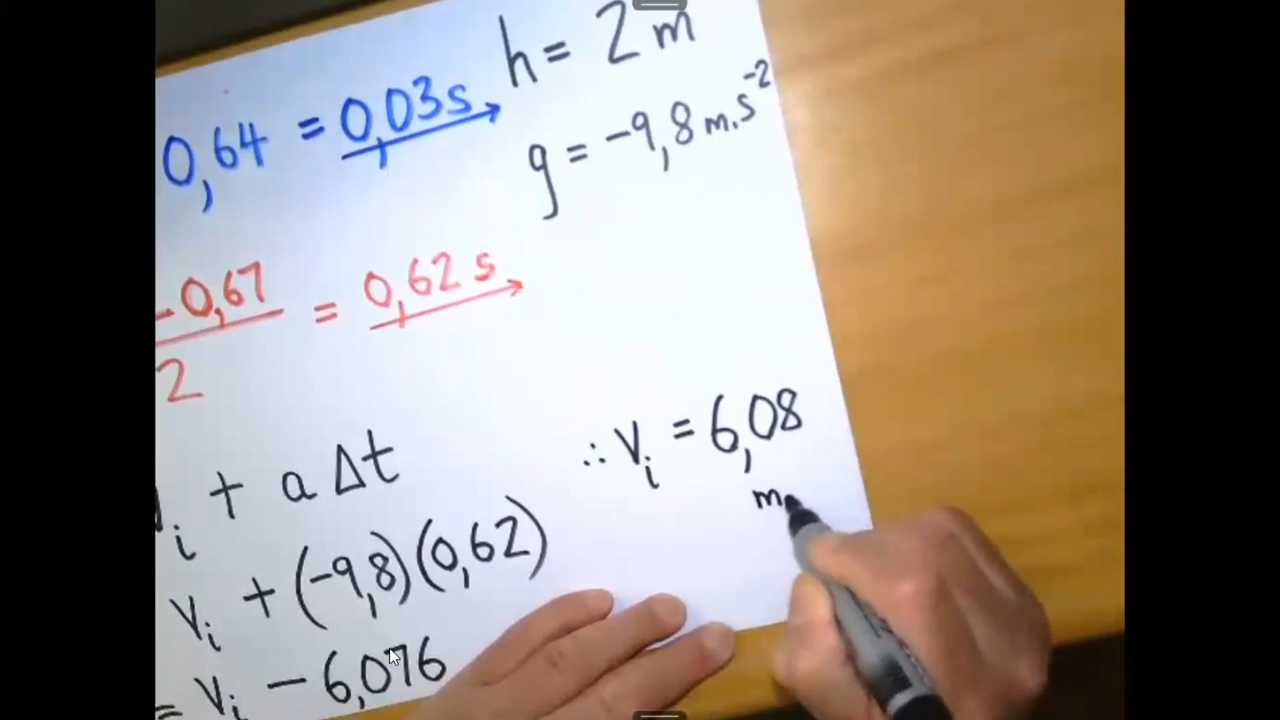 h = 2 m
0,64 = 0,03 s
g = -9,8 m.s⁻²
-0,67
2
= 0,62 s
∴ vᵢ = 6,08
m.
ᵢ + a Δt
vᵢ + (-9,8)(0,62)
= vᵢ - 6,076